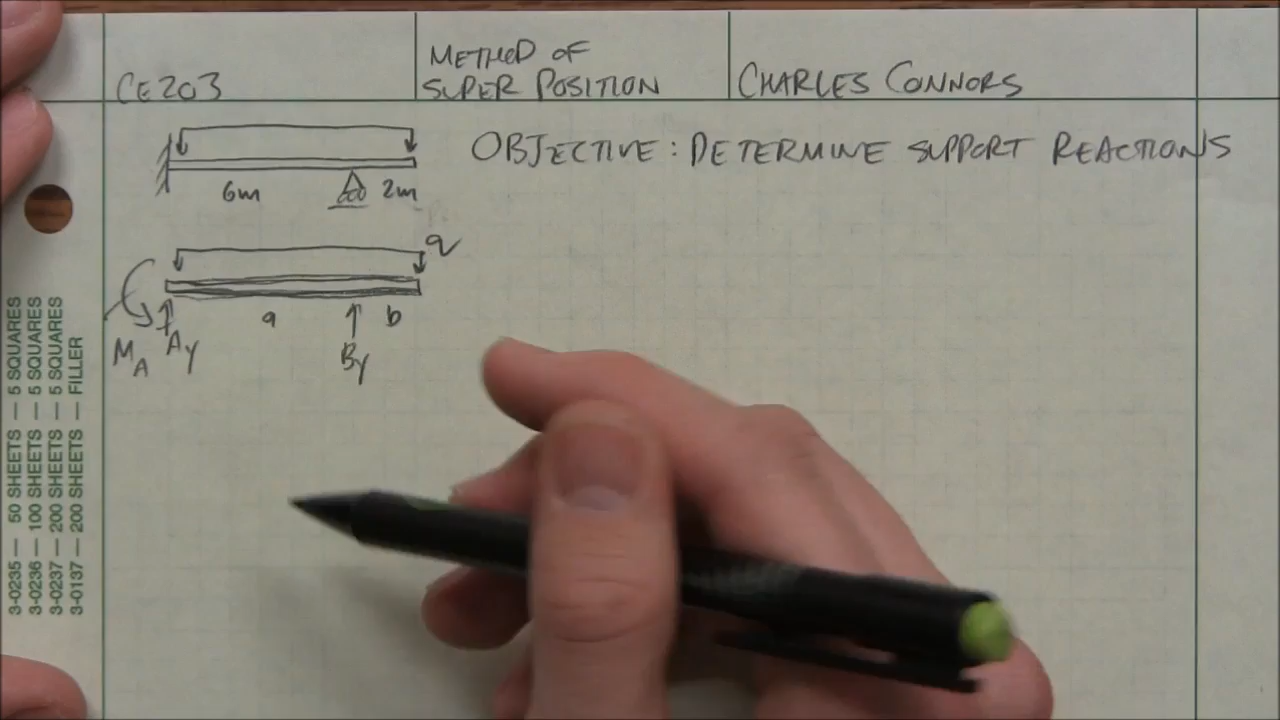 CE203
METHOD OF
SUPER POSITION
CHARLES CONNORS
OBJECTIVE: DETERMINE SUPPORT REACTIONS
6m
2m
q
a
b
MA
Ay
By
3-0235 — 50 SHEETS — 5 SQUARES
3-0236 — 100 SHEETS — 5 SQUARES
3-0237 — 200 SHEETS — 5 SQUARES
3-0137 — 200 SHEETS — FILLER